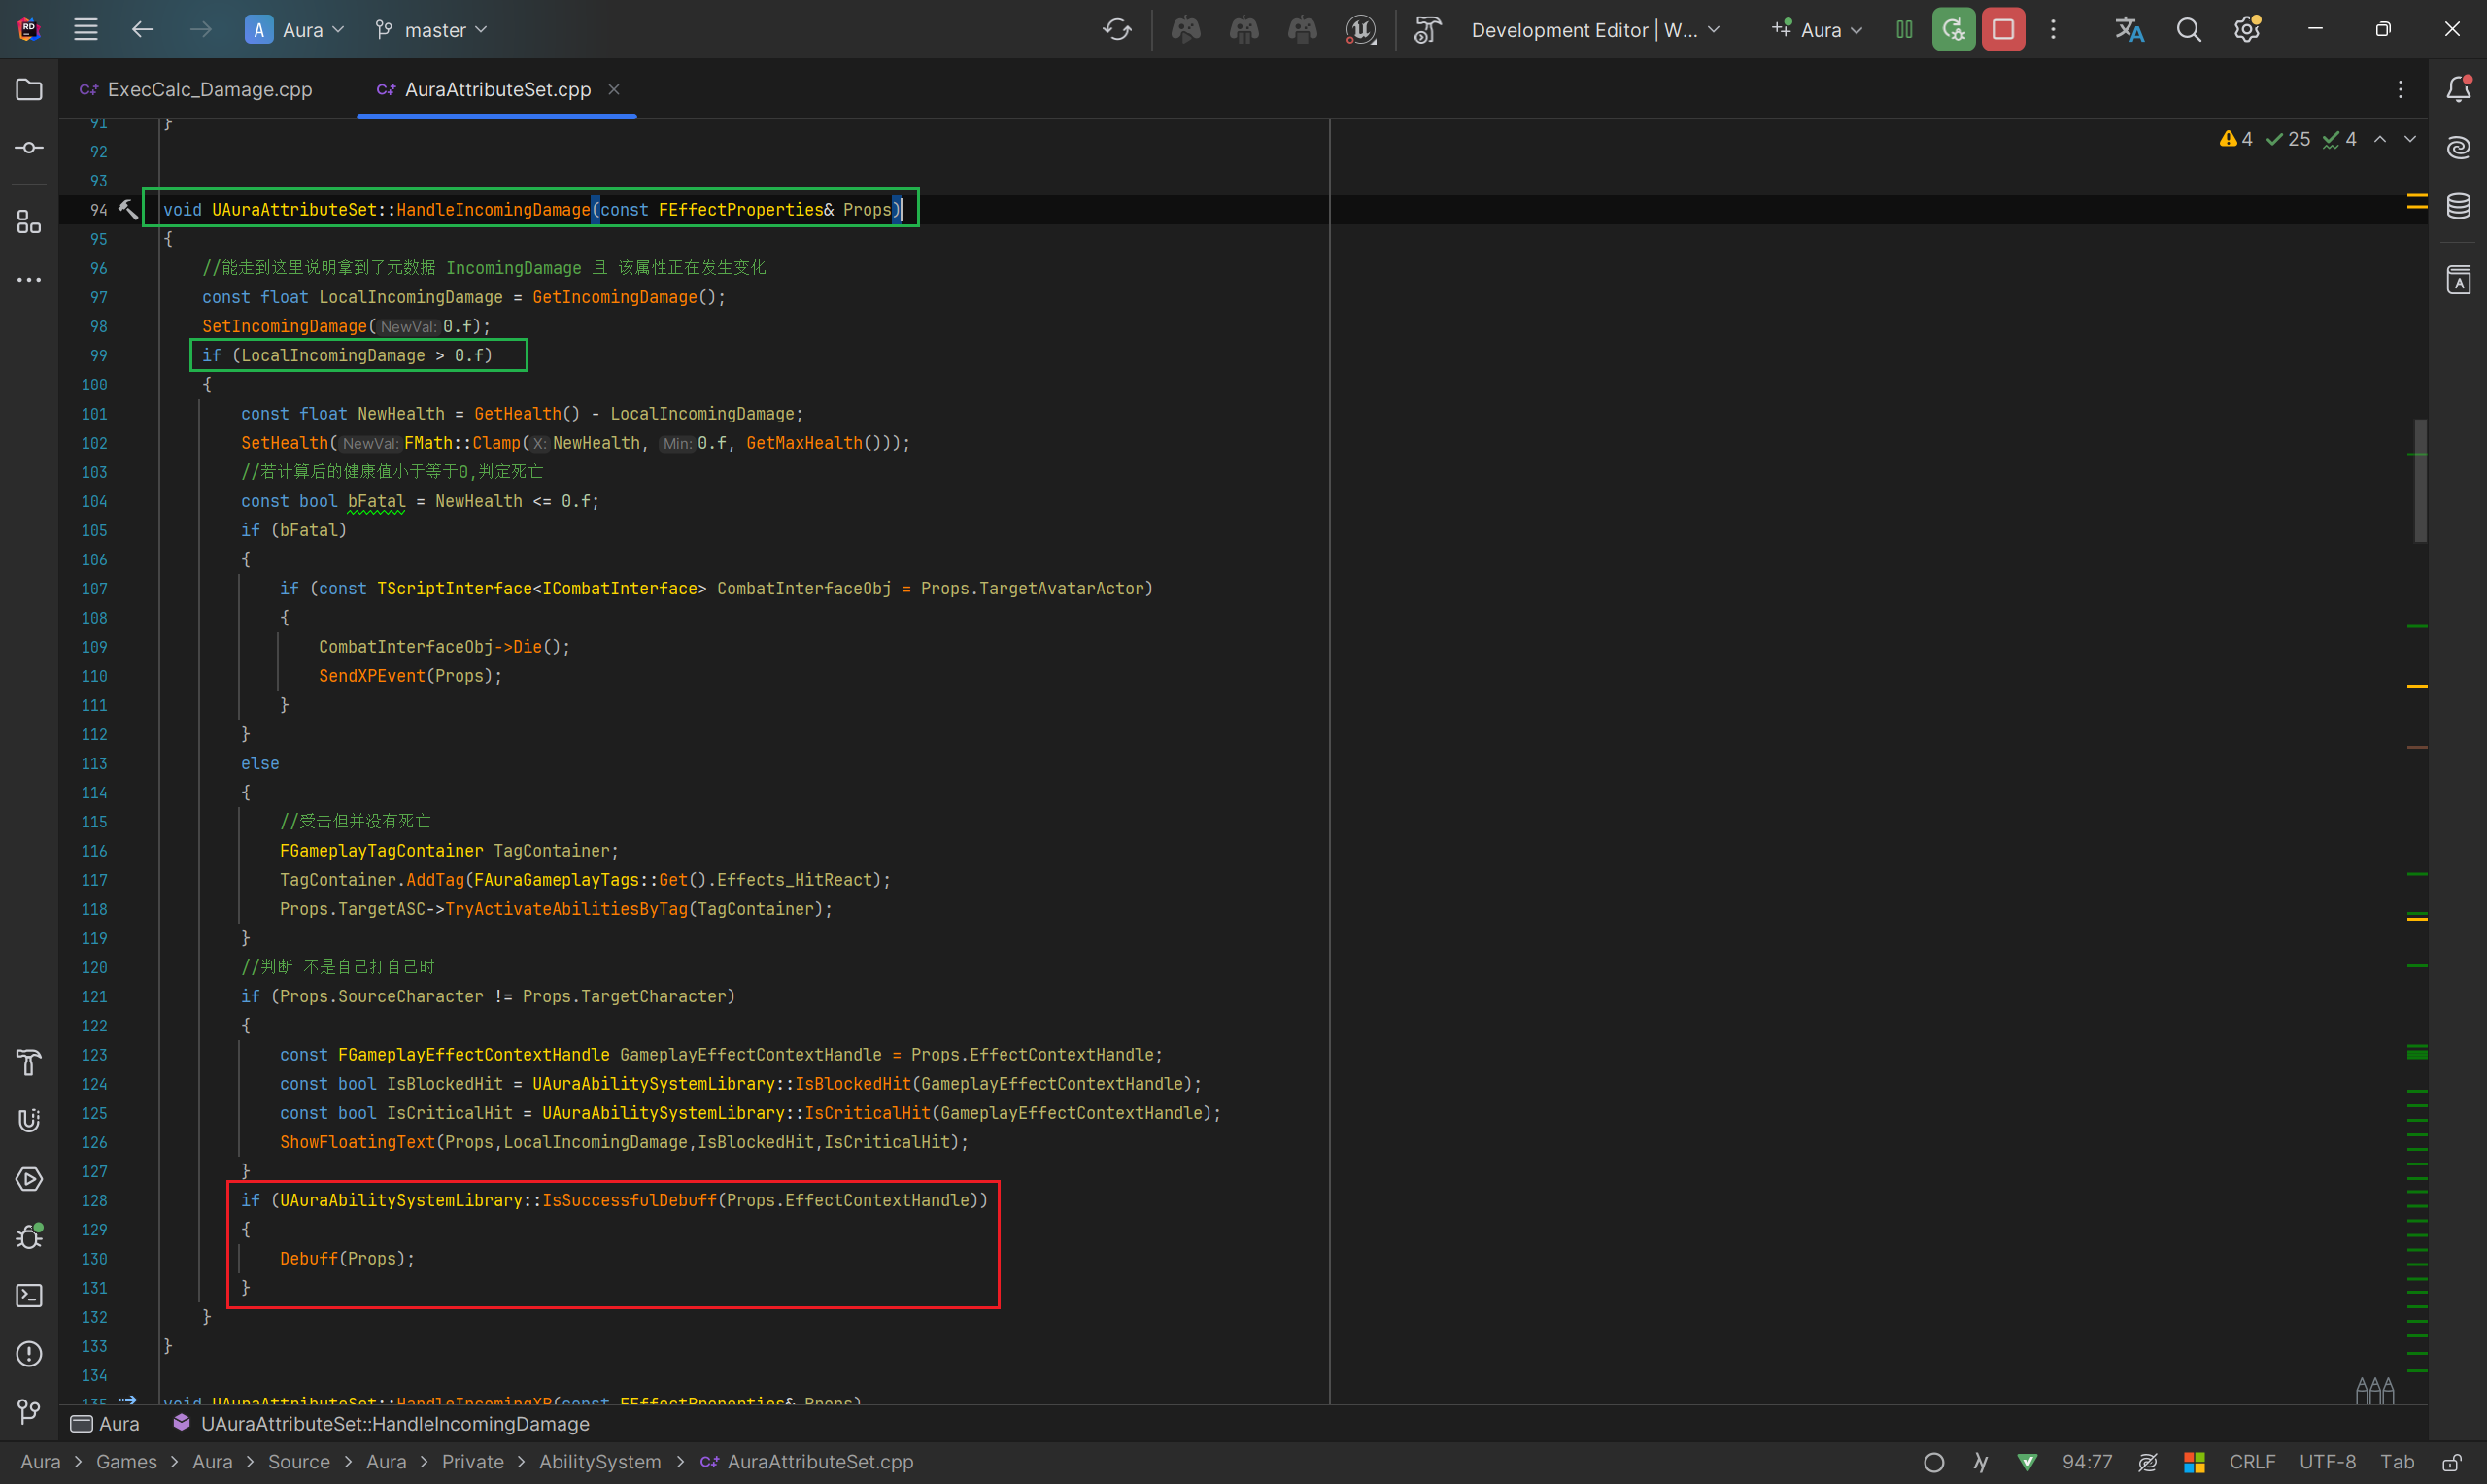 Aura
master
Development Editor | W...
Aura
ExecCalc_Damage.cpp
AuraAttributeSet.cpp
4 25 4
91 }
92
93
94 void UAuraAttributeSet::HandleIncomingDamage(const FEffectProperties& Props)
95 {
96 //能走到这里说明拿到了元数据 IncomingDamage 且 该属性正在发生变化
97 const float LocalIncomingDamage = GetIncomingDamage();
98 SetIncomingDamage(NewVal:0.f);
99 if (LocalIncomingDamage > 0.f)
100 {
101 const float NewHealth = GetHealth() - LocalIncomingDamage;
102 SetHealth(NewVal:FMath::Clamp(X:NewHealth, Min:0.f, GetMaxHealth()));
103 //若计算后的健康值小于等于0,判定死亡
104 const bool bFatal = NewHealth <= 0.f;
105 if (bFatal)
106 {
107 if (const TScriptInterface<ICombatInterface> CombatInterfaceObj = Props.TargetAvatarActor)
108 {
109 CombatInterfaceObj->Die();
110 SendXPEvent(Props);
111 }
112 }
113 else
114 {
115 //受击但并没有死亡
116 FGameplayTagContainer TagContainer;
117 TagContainer.AddTag(FAuraGameplayTags::Get().Effects_HitReact);
118 Props.TargetASC->TryActivateAbilitiesByTag(TagContainer);
119 }
120 //判断 不是自己打自己时
121 if (Props.SourceCharacter != Props.TargetCharacter)
122 {
123 const FGameplayEffectContextHandle GameplayEffectContextHandle = Props.EffectContextHandle;
124 const bool IsBlockedHit = UAuraAbilitySystemLibrary::IsBlockedHit(GameplayEffectContextHandle);
125 const bool IsCriticalHit = UAuraAbilitySystemLibrary::IsCriticalHit(GameplayEffectContextHandle);
126 ShowFloatingText(Props,LocalIncomingDamage,IsBlockedHit,IsCriticalHit);
127 }
128 if (UAuraAbilitySystemLibrary::IsSuccessfulDebuff(Props.EffectContextHandle))
129 {
130 Debuff(Props);
131 }
132 }
133 }
134
135 void UAuraAttributeSet::HandleIncomingXP(const FEffectProperties& Props)
Aura UAuraAttributeSet::HandleIncomingDamage
Aura > Games > Aura > Source > Aura > Private > AbilitySystem > AuraAttributeSet.cpp
94:77 CRLF UTF-8 Tab